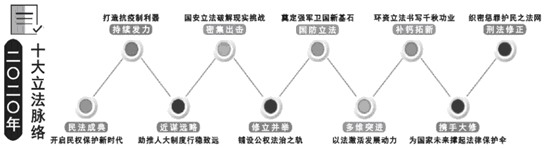 二〇二〇年
十大立法脉络
打造抗疫制利器
持续发力
国安立法破解现实挑战
密集出击
奠定强军卫国新基石
国防立法
环资立法书写千秋功业
补钙拓新
织密惩罪护民之法网
刑法修正
民法成典
开启民权保护新时代
近谋远略
助推人大制度行稳致远
修立并举
铺设公权法治之轨
多维突进
以法激活发展动力
携手大修
为国家未来撑起法律保护伞